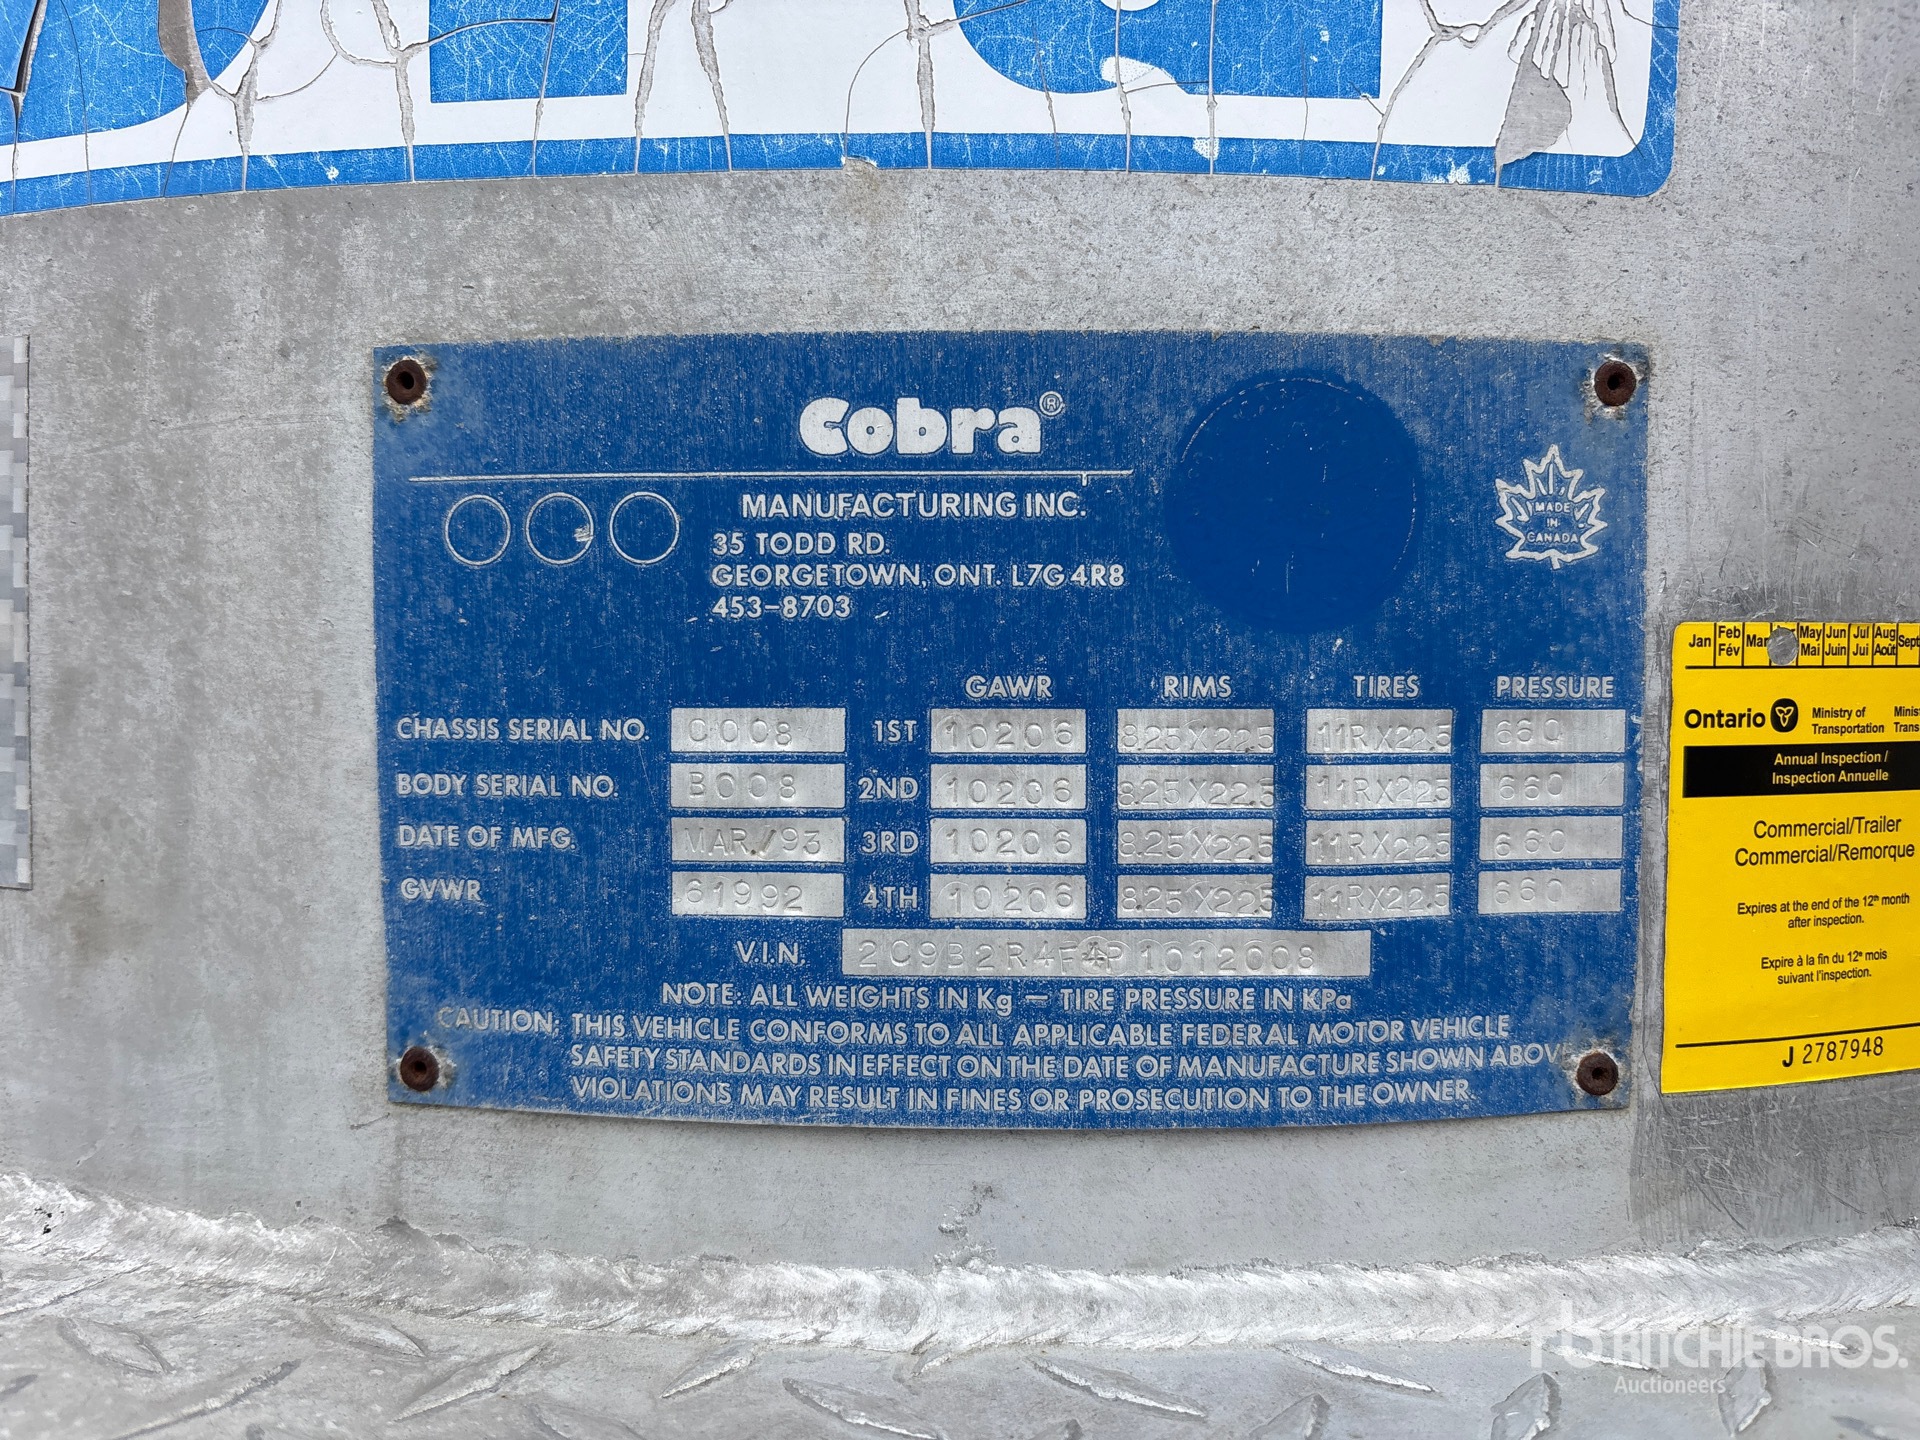 Cobra®
MANUFACTURING INC.
35 TODD RD.
GEORGETOWN, ONT. L7G 4R8
453-8703
MADE
IN
CANADA
GAWR RIMS TIRES PRESSURE
CHASSIS SERIAL NO. C008 1ST 10206 8.25X22.5 11RX22.5 660
BODY SERIAL NO. B008 2ND 10206 8.25X22.5 11RX22.5 660
DATE OF MFG. MAR./93 3RD 10206 8.25X22.5 11RX22.5 660
GVWR 61992 4TH 10206 8.25X22.5 11RX22.5 660
V.I.N. 2C9B2R4F4P1012008
NOTE: ALL WEIGHTS IN Kg — TIRE PRESSURE IN KPa
CAUTION: THIS VEHICLE CONFORMS TO ALL APPLICABLE FEDERAL MOTOR VEHICLE
SAFETY STANDARDS IN EFFECT ON THE DATE OF MANUFACTURE SHOWN ABOV
VIOLATIONS MAY RESULT IN FINES OR PROSECUTION TO THE OWNER.
Jan Feb Mar May Jun Jul Aug Sept
Fév Mai Juin Jui Août
Ontario Ministry of
Transportation
Annual Inspection /
Inspection Annuelle
Commercial/Trailer
Commercial/Remorque
Expires at the end of the 12th month
after inspection.
Expire à la fin du 12e mois
suivant l'inspection.
J 2787948
RITCHIE BROS.
Auctioneers